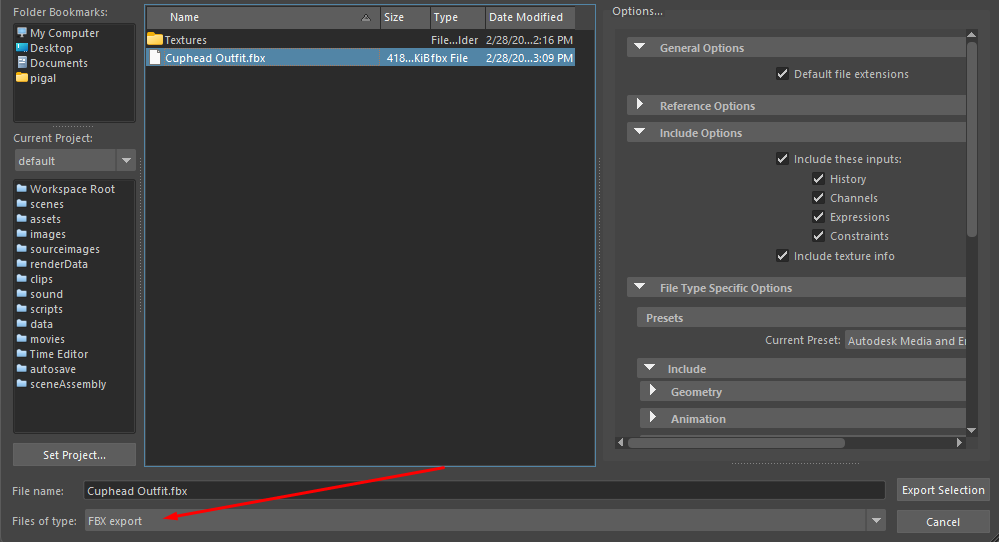 Folder Bookmarks:
My Computer
Desktop
Documents
pigal
Current Project:
default
Workspace Root
scenes
assets
images
sourceimages
renderData
clips
sound
scripts
data
movies
Time Editor
autosave
sceneAssembly
Set Project...
Name Size Type Date Modified
Textures File...lder 2/28/20...2:16 PM
Cuphead Outfit.fbx 418...KiB fbx File 2/28/20...3:09 PM
Options...
General Options
Default file extensions
Reference Options
Include Options
Include these inputs:
History
Channels
Expressions
Constraints
Include texture info
File Type Specific Options
Presets
Current Preset: Autodesk Media and En
Include
Geometry
Animation
File name: Cuphead Outfit.fbx Export Selection
Files of type: FBX export Cancel